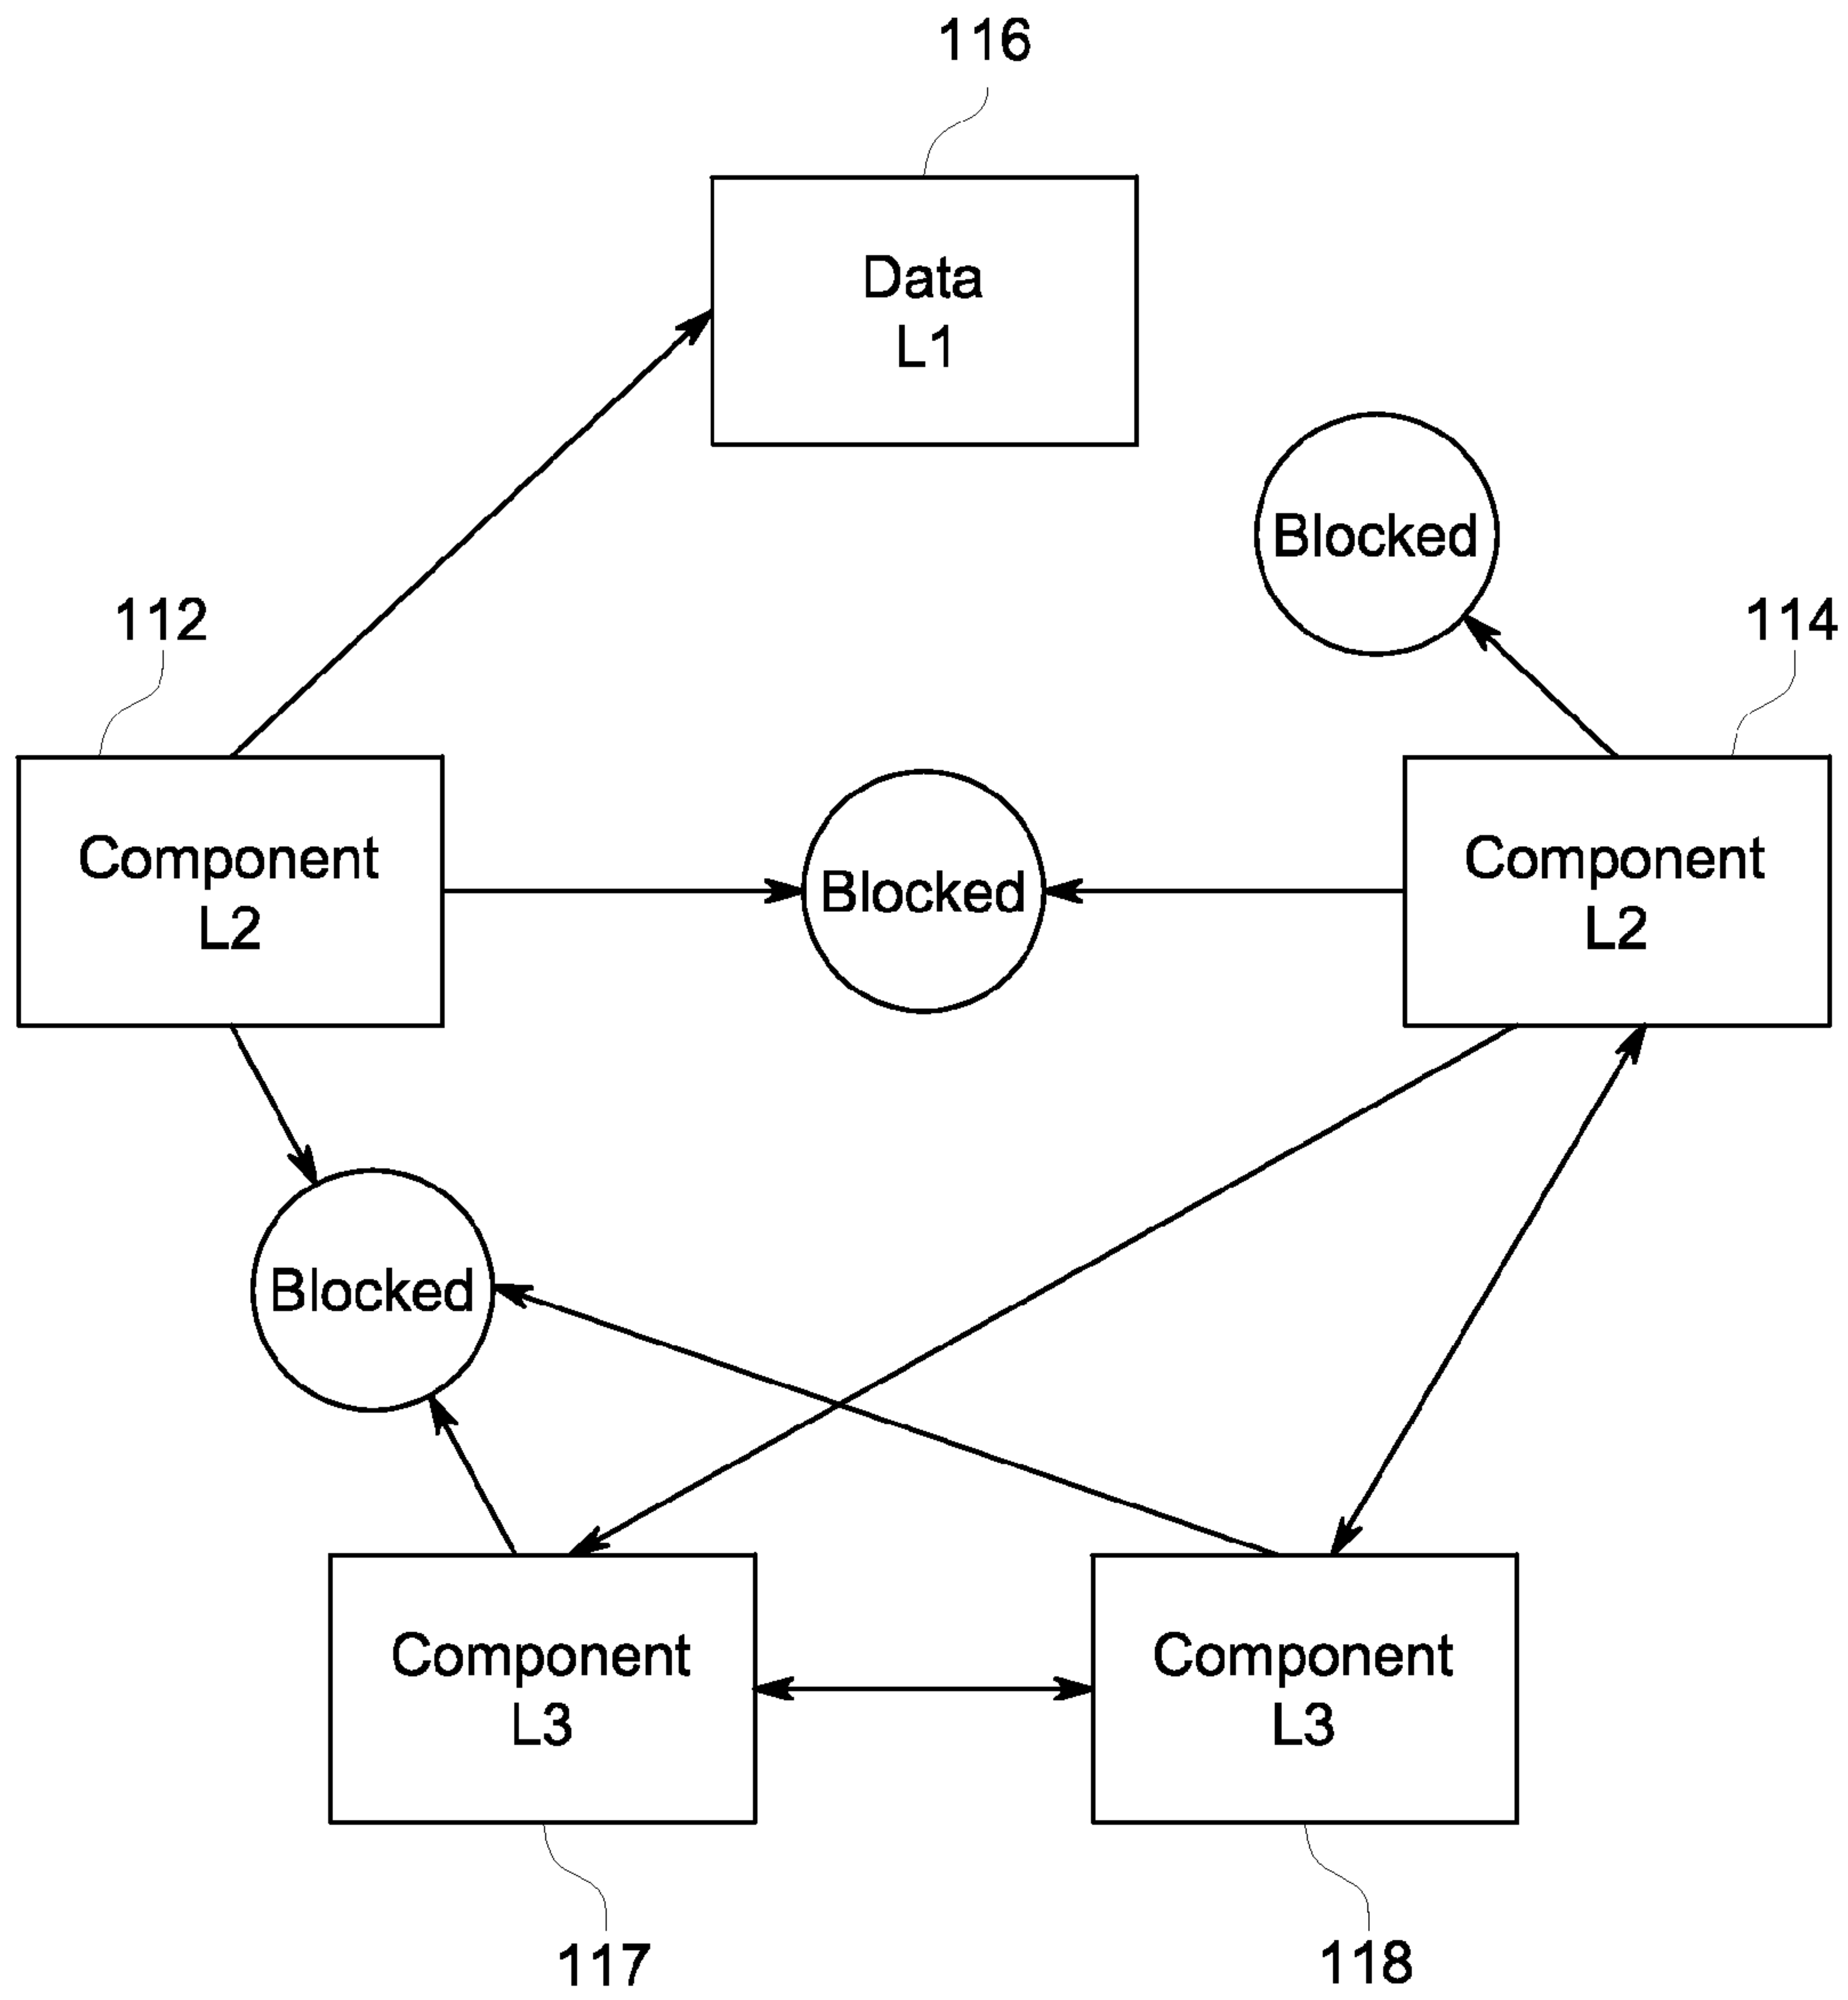 116
Data
L1
Blocked
112
114
Component
L2
Blocked
Component
L2
Blocked
Component
L3
Component
L3
117
118